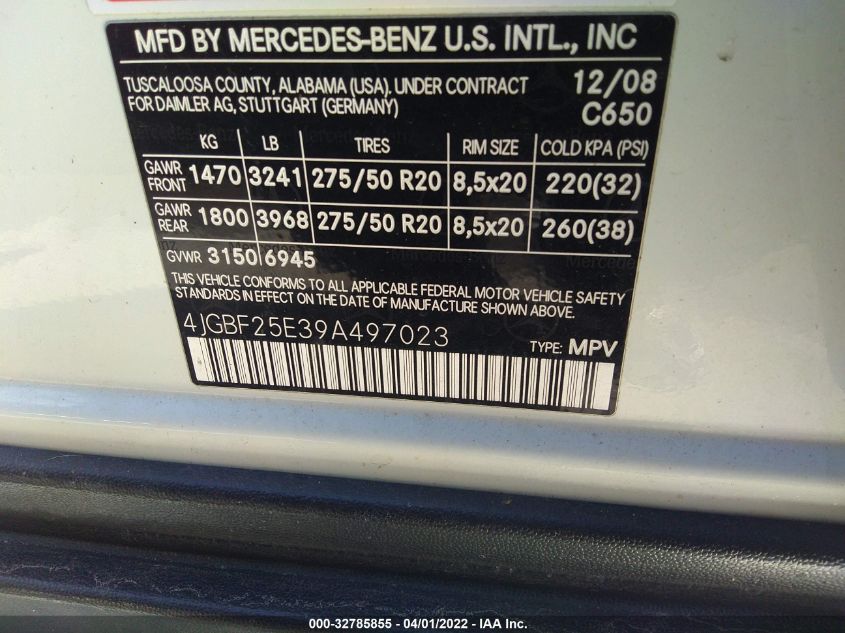 MFD BY MERCEDES-BENZ U.S. INTL., INC
TUSCALOOSA COUNTY, ALABAMA (USA). UNDER CONTRACT 12/08
FOR DAIMLER AG, STUTTGART (GERMANY) C650
KG LB TIRES RIM SIZE COLD KPA (PSI)
GAWR FRONT 1470 3241 275/50 R20 8,5x20 220(32)
GAWR REAR 1800 3968 275/50 R20 8,5x20 260(38)
GVWR 3150 6945
THIS VEHICLE CONFORMS TO ALL APPLICABLE FEDERAL MOTOR VEHICLE SAFETY
STANDARDS IN EFFECT ON THE DATE OF MANUFACTURE SHOWN ABOVE.
4JGBF25E39A497023 TYPE: MPV
000-32785855 - 04/01/2022 - IAA Inc.